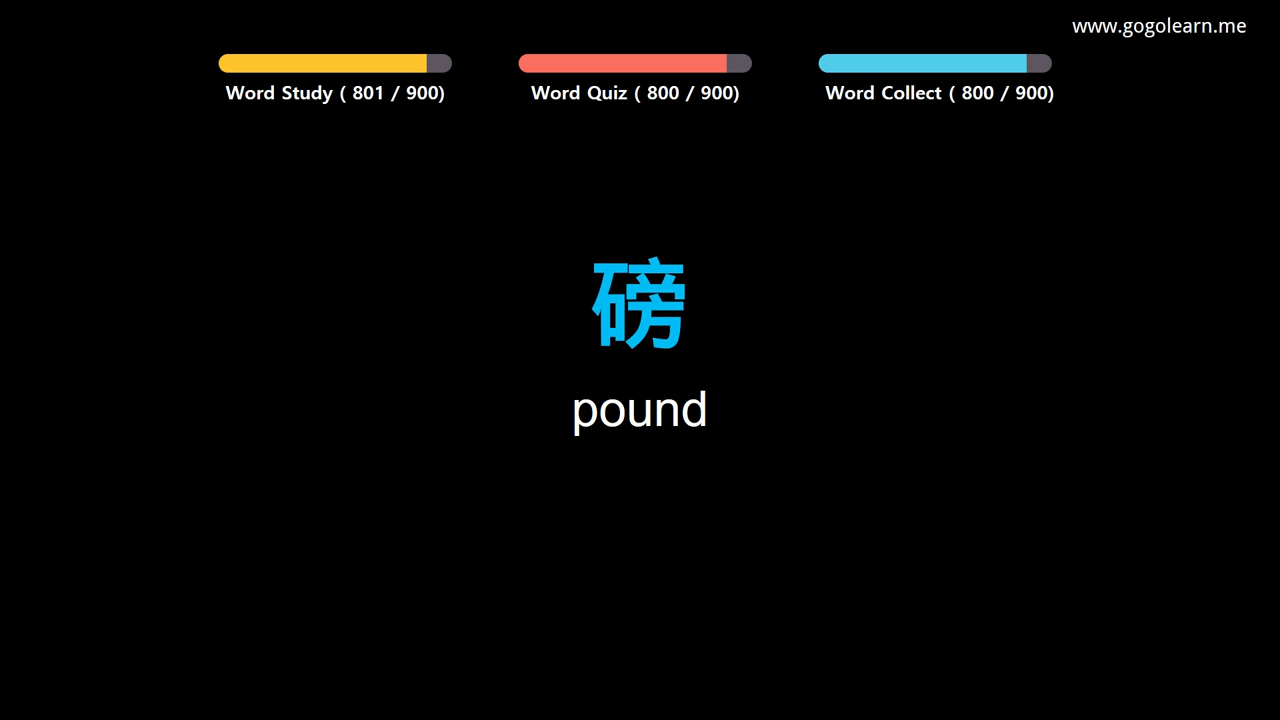 www.gogolearn.me
Word Study ( 801 / 900)
Word Quiz ( 800 / 900)
Word Collect ( 800 / 900)
磅
pound